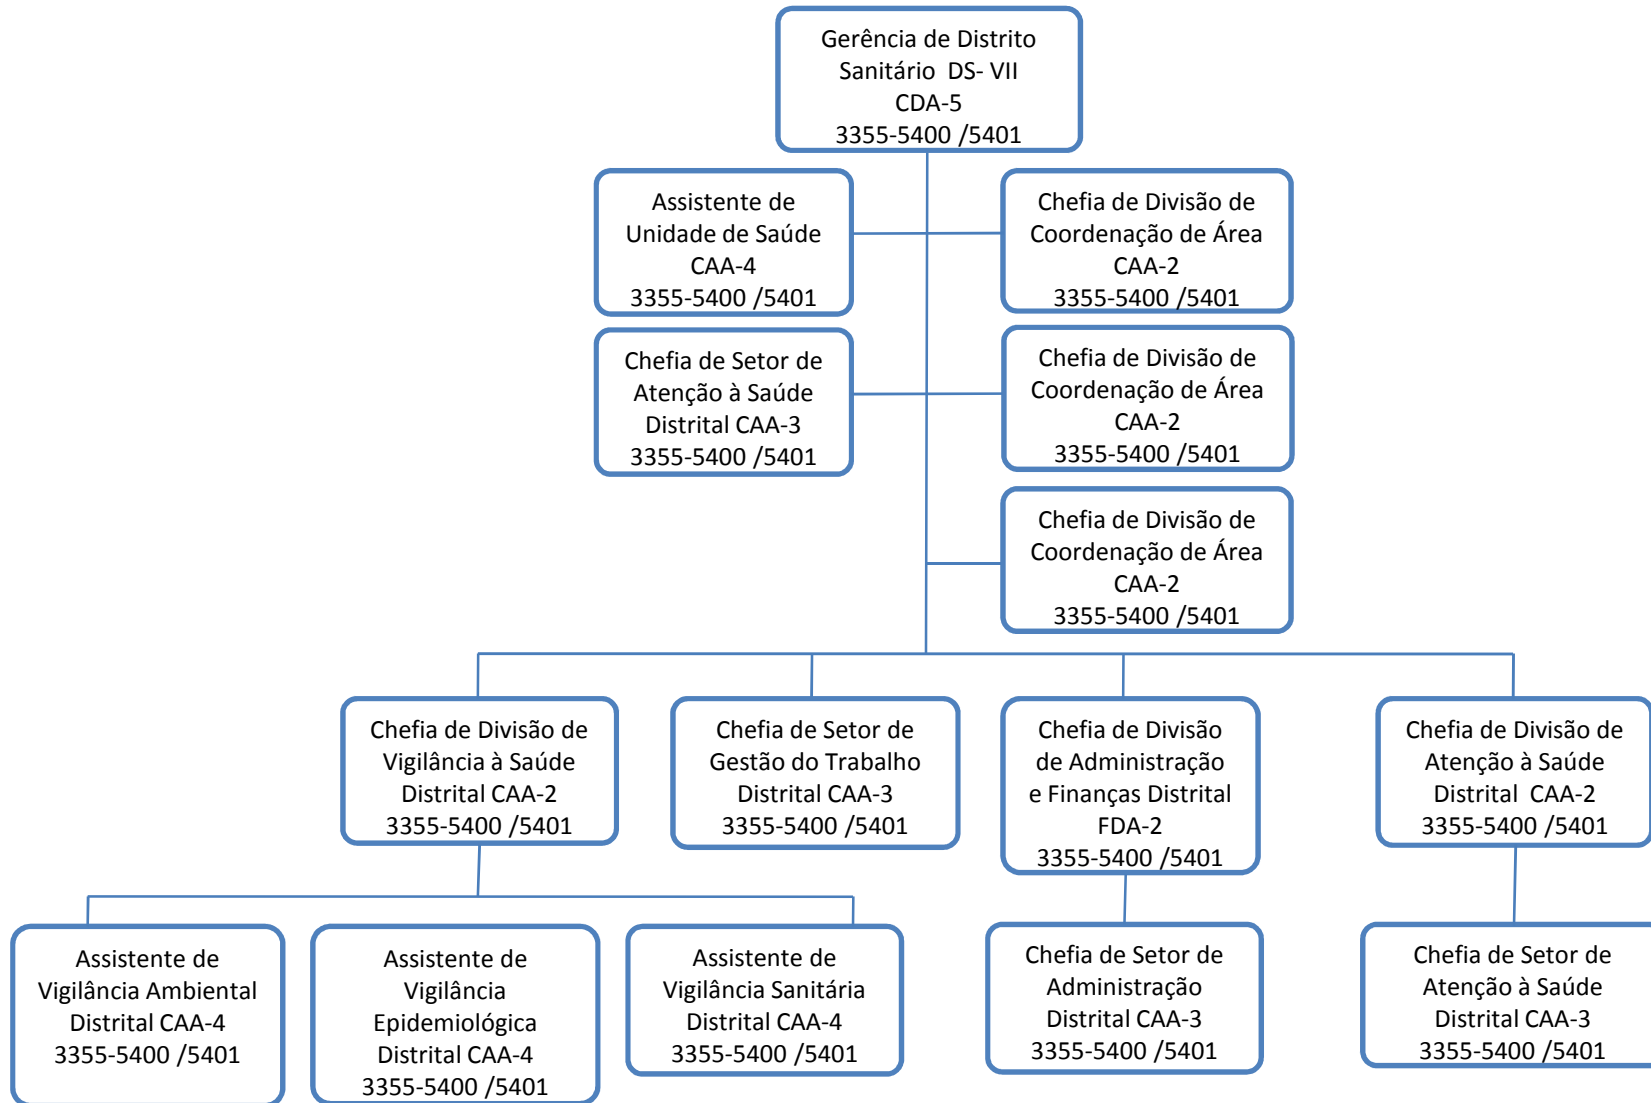 Gerência de Distrito
Sanitário DS- VII
CDA-5
3355-5400 /5401
Assistente de
Unidade de Saúde
CAA-4
3355-5400 /5401
Chefia de Divisão de
Coordenação de Área
CAA-2
3355-5400 /5401
Chefia de Setor de
Atenção à Saúde
Distrital CAA-3
3355-5400 /5401
Chefia de Divisão de
Coordenação de Área
CAA-2
3355-5400 /5401
Chefia de Divisão de
Coordenação de Área
CAA-2
3355-5400 /5401
Chefia de Divisão de
Vigilância à Saúde
Distrital CAA-2
3355-5400 /5401
Chefia de Setor de
Gestão do Trabalho
Distrital CAA-3
3355-5400 /5401
Chefia de Divisão
de Administração
e Finanças Distrital
FDA-2
3355-5400 /5401
Chefia de Divisão de
Atenção à Saúde
Distrital CAA-2
3355-5400 /5401
Assistente de
Vigilância Ambiental
Distrital CAA-4
3355-5400 /5401
Assistente de
Vigilância
Epidemiológica
Distrital CAA-4
3355-5400 /5401
Assistente de
Vigilância Sanitária
Distrital CAA-4
3355-5400 /5401
Chefia de Setor de
Administração
Distrital CAA-3
3355-5400 /5401
Chefia de Setor de
Atenção à Saúde
Distrital CAA-3
3355-5400 /5401